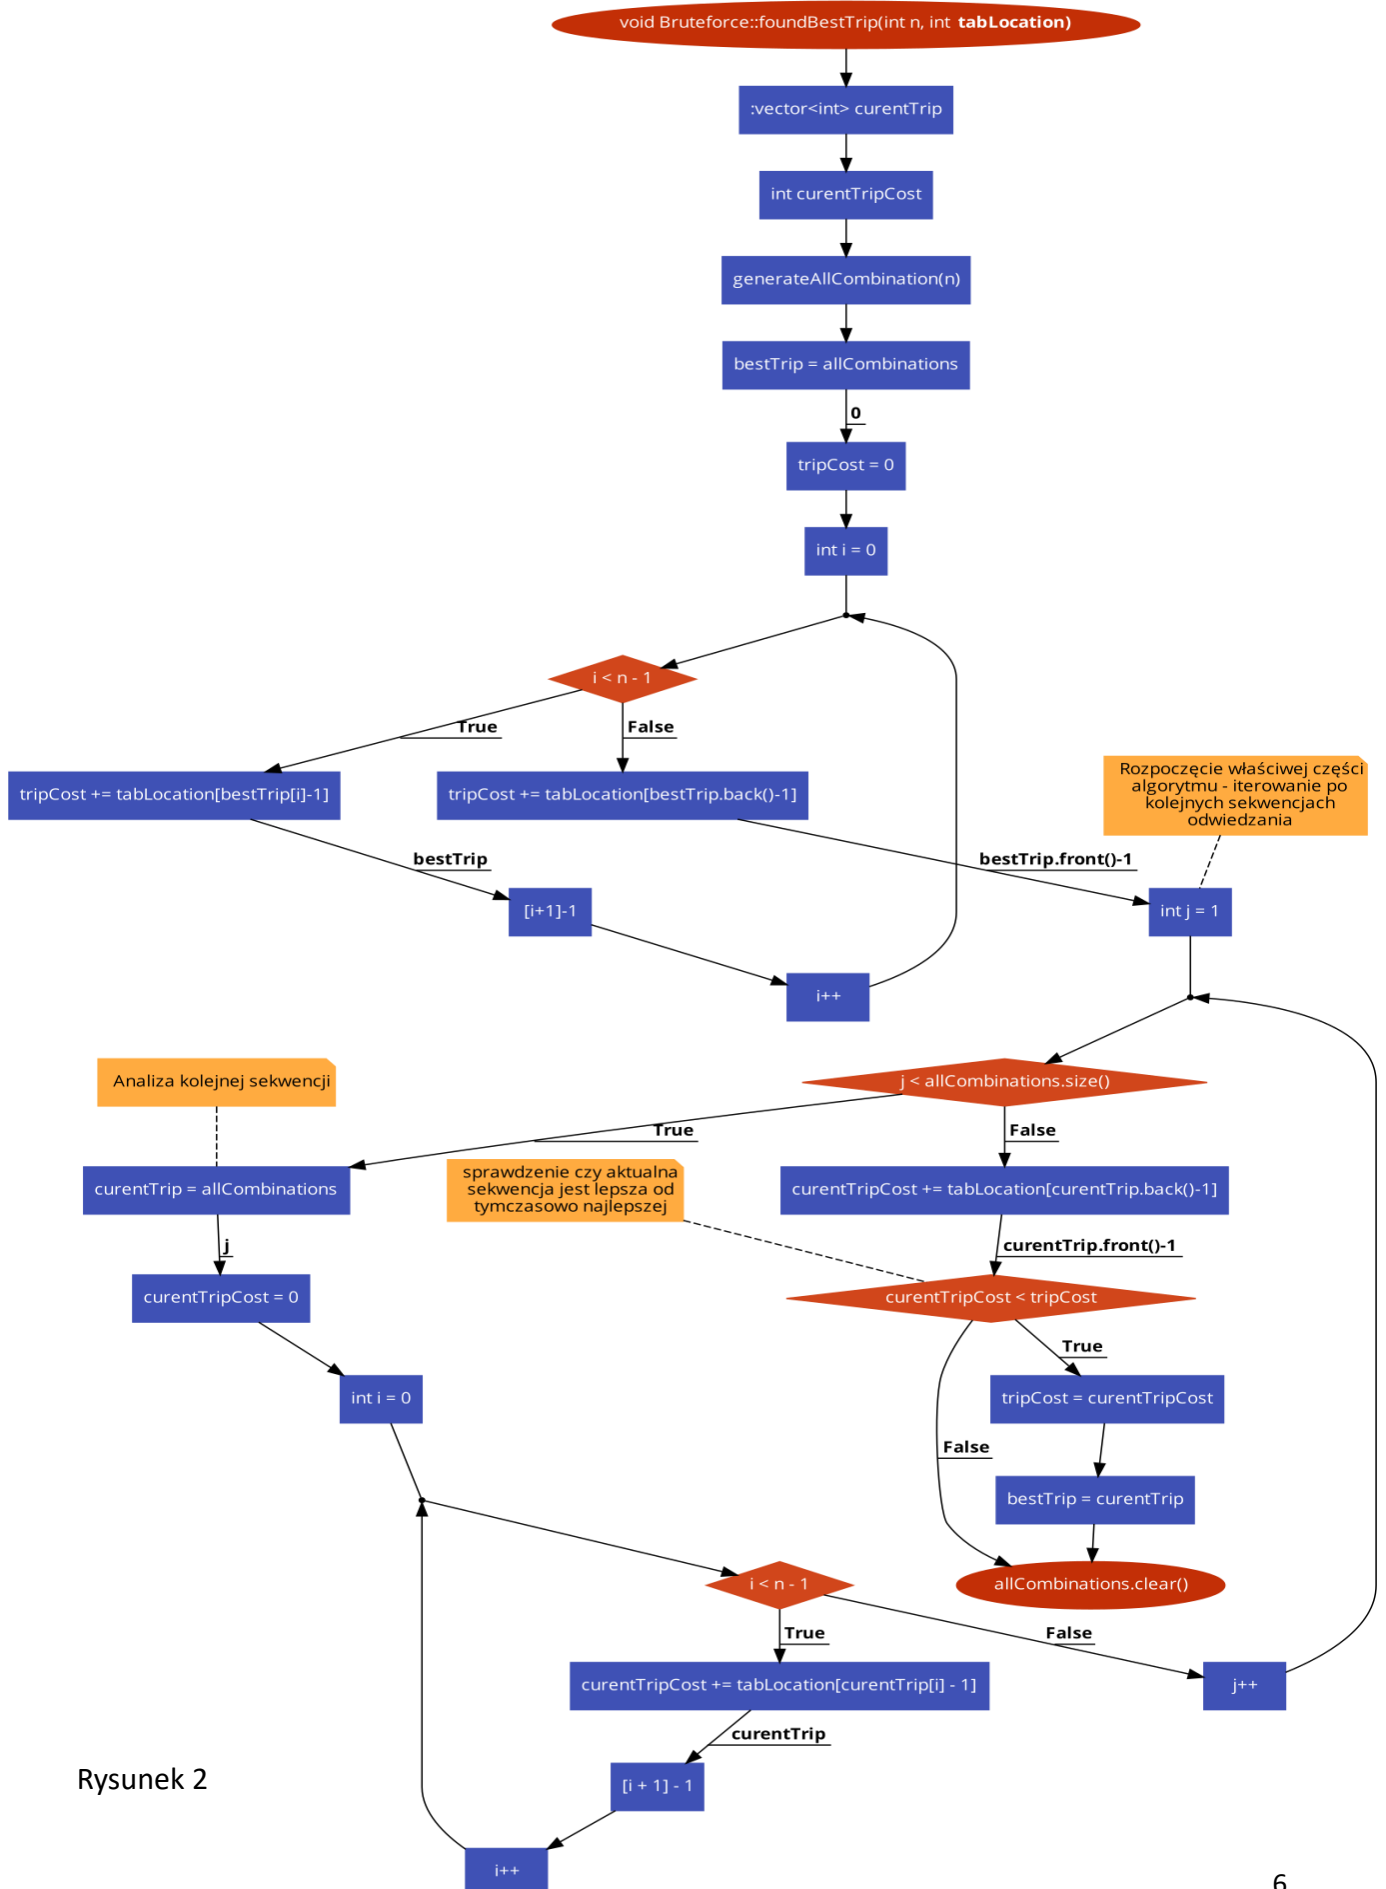 void Bruteforce::foundBestTrip(int n, int tabLocation)
:vector<int> curentTrip
int curentTripCost
generateAllCombination(n)
bestTrip = allCombinations
0
tripCost = 0
int i = 0
i < n - 1
True
False
tripCost += tabLocation[bestTrip[i]-1]
tripCost += tabLocation[bestTrip.back()-1]
Rozpoczęcie właściwej części
algorytmu - iterowanie po
kolejnych sekwencjach
odwiedzania
bestTrip
bestTrip.front()-1
[i+1]-1
int j = 1
i++
Analiza kolejnej sekwencji
j < allCombinations.size()
True
False
sprawdzenie czy aktualna
sekwencja jest lepsza od
tymczasowo najlepszej
curentTrip = allCombinations
curentTripCost += tabLocation[curentTrip.back()-1]
j
curentTrip.front()-1
curentTripCost = 0
curentTripCost < tripCost
True
int i = 0
tripCost = curentTripCost
False
bestTrip = curentTrip
i < n - 1
allCombinations.clear()
True
False
curentTripCost += tabLocation[curentTrip[i] - 1]
j++
curentTrip
[i + 1] - 1
Rysunek 2
i++
6